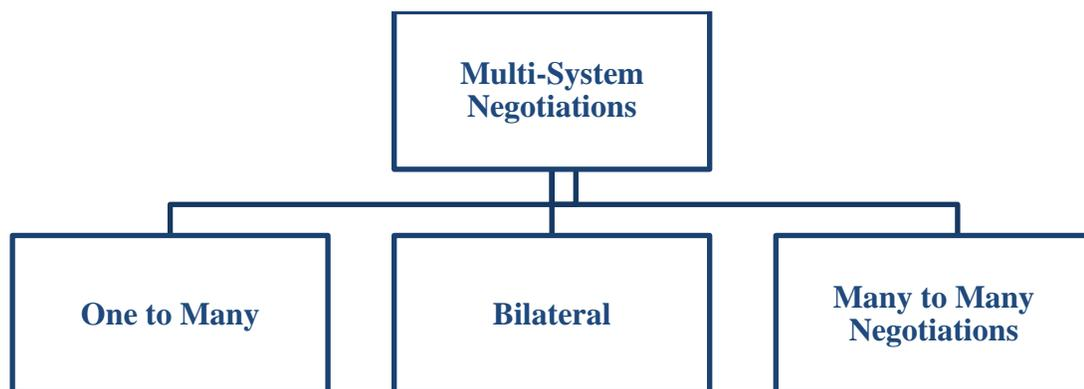 Multi-System
Negotiations
One to Many
Bilateral
Many to Many
Negotiations